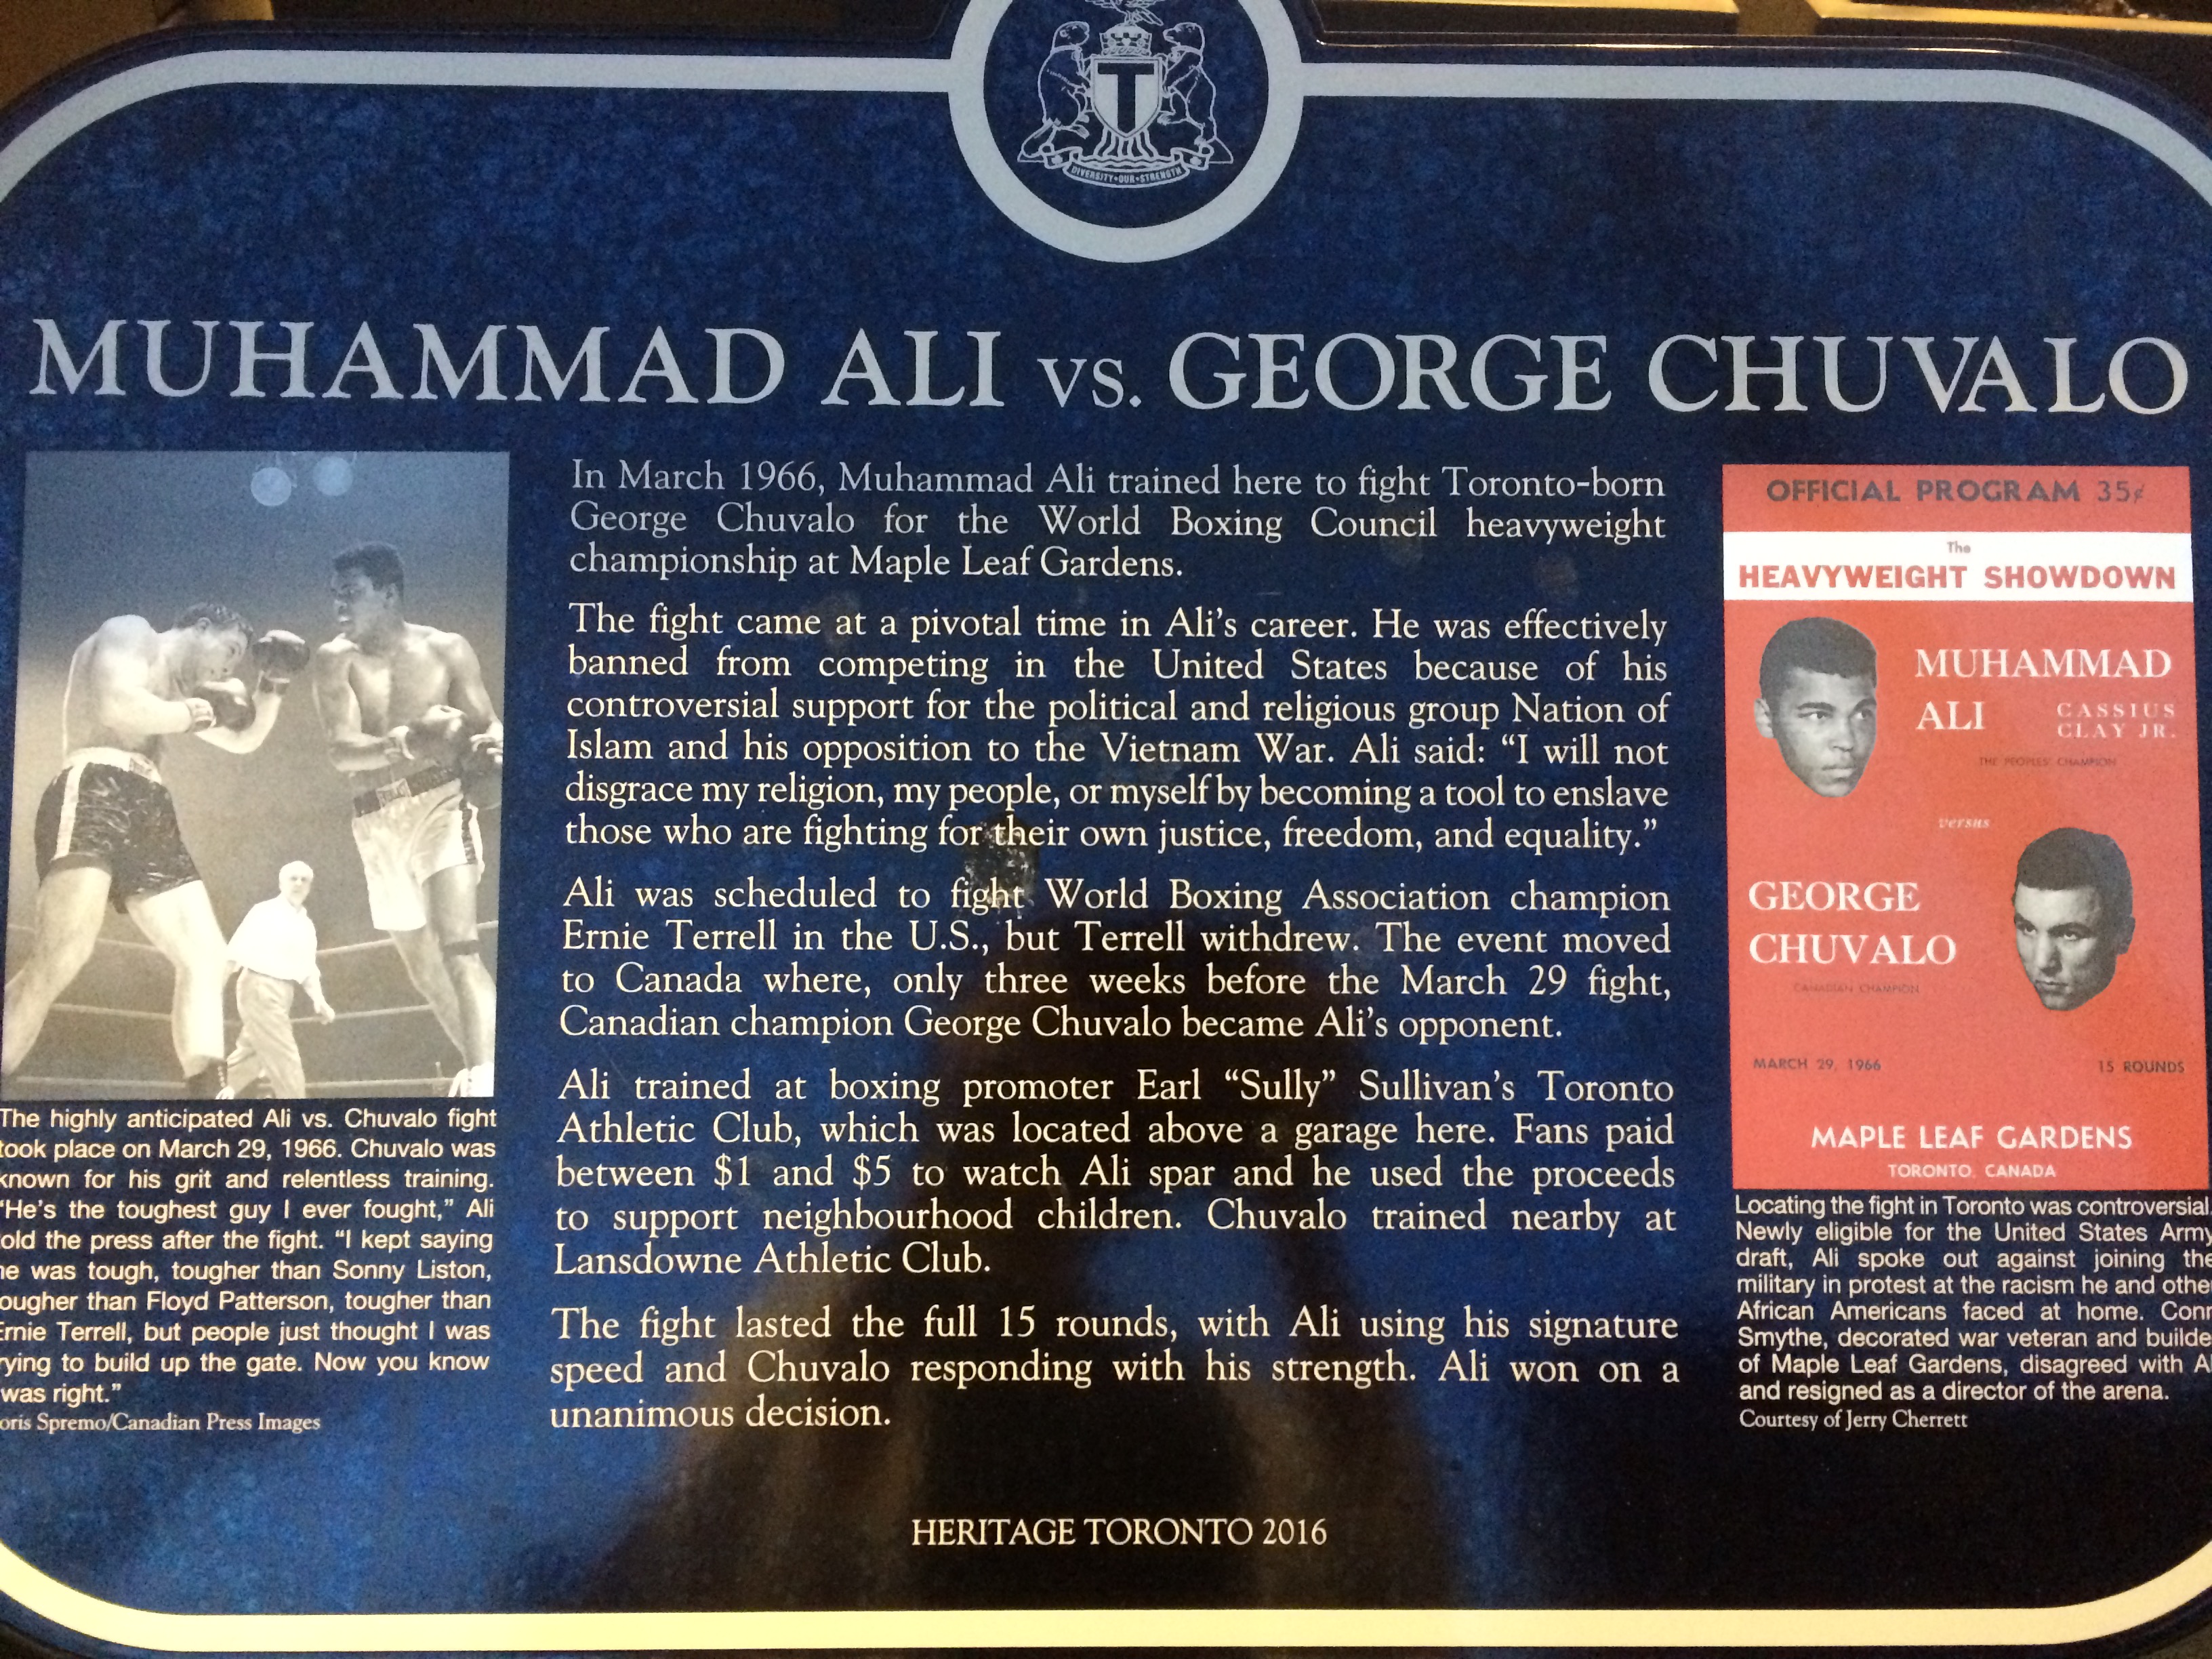 DIVERSITY • OUR • STRENGTH
MUHAMMAD ALI vs. GEORGE CHUVALO
In March 1966, Muhammad Ali trained here to fight Toronto-born
George Chuvalo for the World Boxing Council heavyweight
championship at Maple Leaf Gardens.
The fight came at a pivotal time in Ali's career. He was effectively
banned from competing in the United States because of his
controversial support for the political and religious group Nation of
Islam and his opposition to the Vietnam War. Ali said: “I will not
disgrace my religion, my people, or myself by becoming a tool to enslave
those who are fighting for their own justice, freedom, and equality.”
Ali was scheduled to fight World Boxing Association champion
Ernie Terrell in the U.S., but Terrell withdrew. The event moved
to Canada where, only three weeks before the March 29 fight,
Canadian champion George Chuvalo became Ali's opponent.
Ali trained at boxing promoter Earl “Sully” Sullivan's Toronto
Athletic Club, which was located above a garage here. Fans paid
between $1 and $5 to watch Ali spar and he used the proceeds
to support neighbourhood children. Chuvalo trained nearby at
Lansdowne Athletic Club.
The fight lasted the full 15 rounds, with Ali using his signature
speed and Chuvalo responding with his strength. Ali won on a
unanimous decision.
The highly anticipated Ali vs. Chuvalo fight
took place on March 29, 1966. Chuvalo was
known for his grit and relentless training.
“He's the toughest guy I ever fought,” Ali
old the press after the fight. “I kept saying
he was tough, tougher than Sonny Liston,
ougher than Floyd Patterson, tougher than
Ernie Terrell, but people just thought I was
rying to build up the gate. Now you know
was right.”
oris Spremo/Canadian Press Images
OFFICIAL PROGRAM 35¢
The
HEAVYWEIGHT SHOWDOWN
MUHAMMAD
ALI
CASSIUS
CLAY JR.
THE PEOPLES' CHAMPION
versus
GEORGE
CHUVALO
CANADIAN CHAMPION
MARCH 29, 1966
15 ROUNDS
MAPLE LEAF GARDENS
TORONTO, CANADA
Locating the fight in Toronto was controversial.
Newly eligible for the United States Army
draft, Ali spoke out against joining the
military in protest at the racism he and other
African Americans faced at home. Conn
Smythe, decorated war veteran and builde
of Maple Leaf Gardens, disagreed with Al
and resigned as a director of the arena.
Courtesy of Jerry Cherrett
HERITAGE TORONTO 2016
T